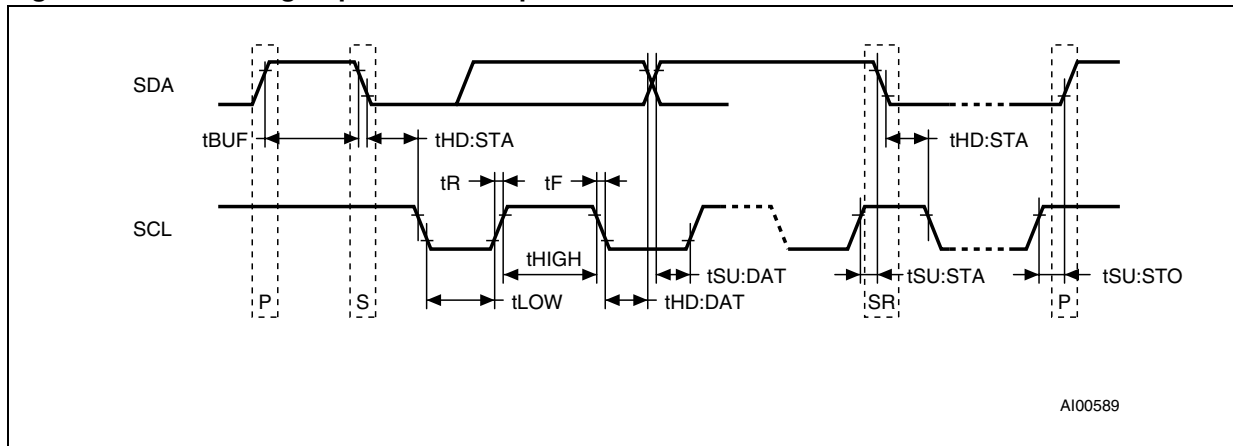 SDA
tBUF
tHD:STA
tHD:STA
tR
tF
SCL
tHIGH
tSU:DAT
tSU:STA
tSU:STO
P
S
tLOW
tHD:DAT
SR
P
AI00589